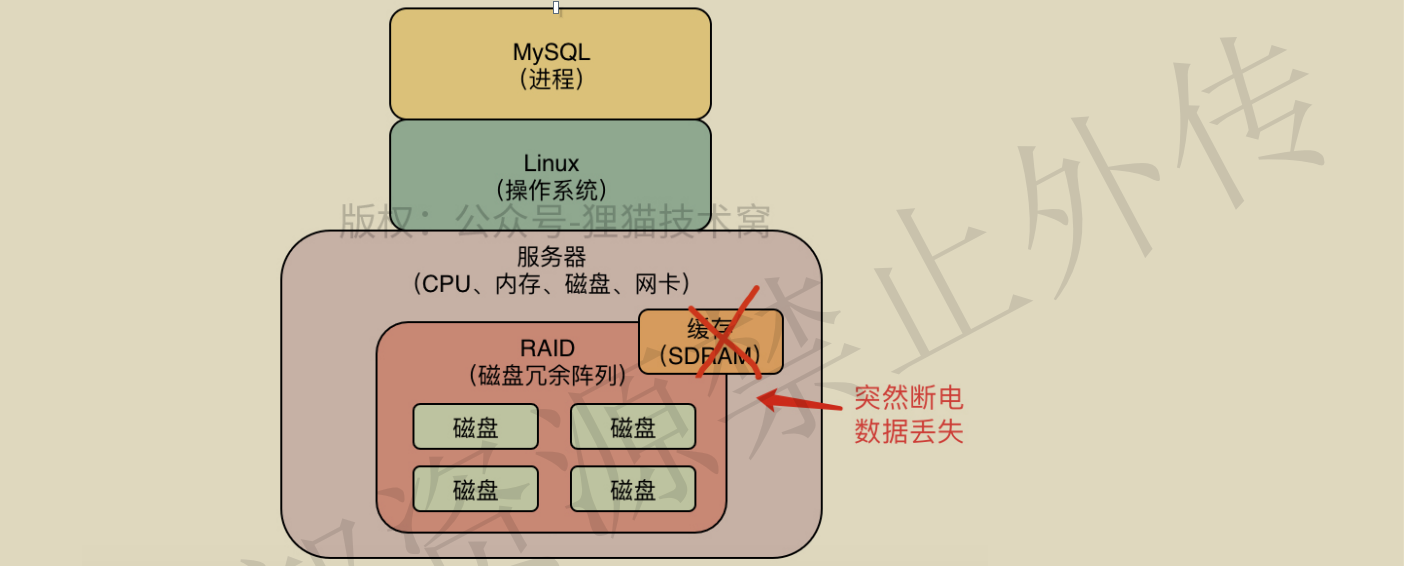 MySQL
（进程）
Linux
（操作系统）
版权：公众号-狸猫技术窝
服务器
（CPU、内存、磁盘、网卡）
缓存
（SDRAM）
RAID
（磁盘冗余阵列）
突然断电
数据丢失
磁盘
磁盘
磁盘
磁盘
资源禁止外传